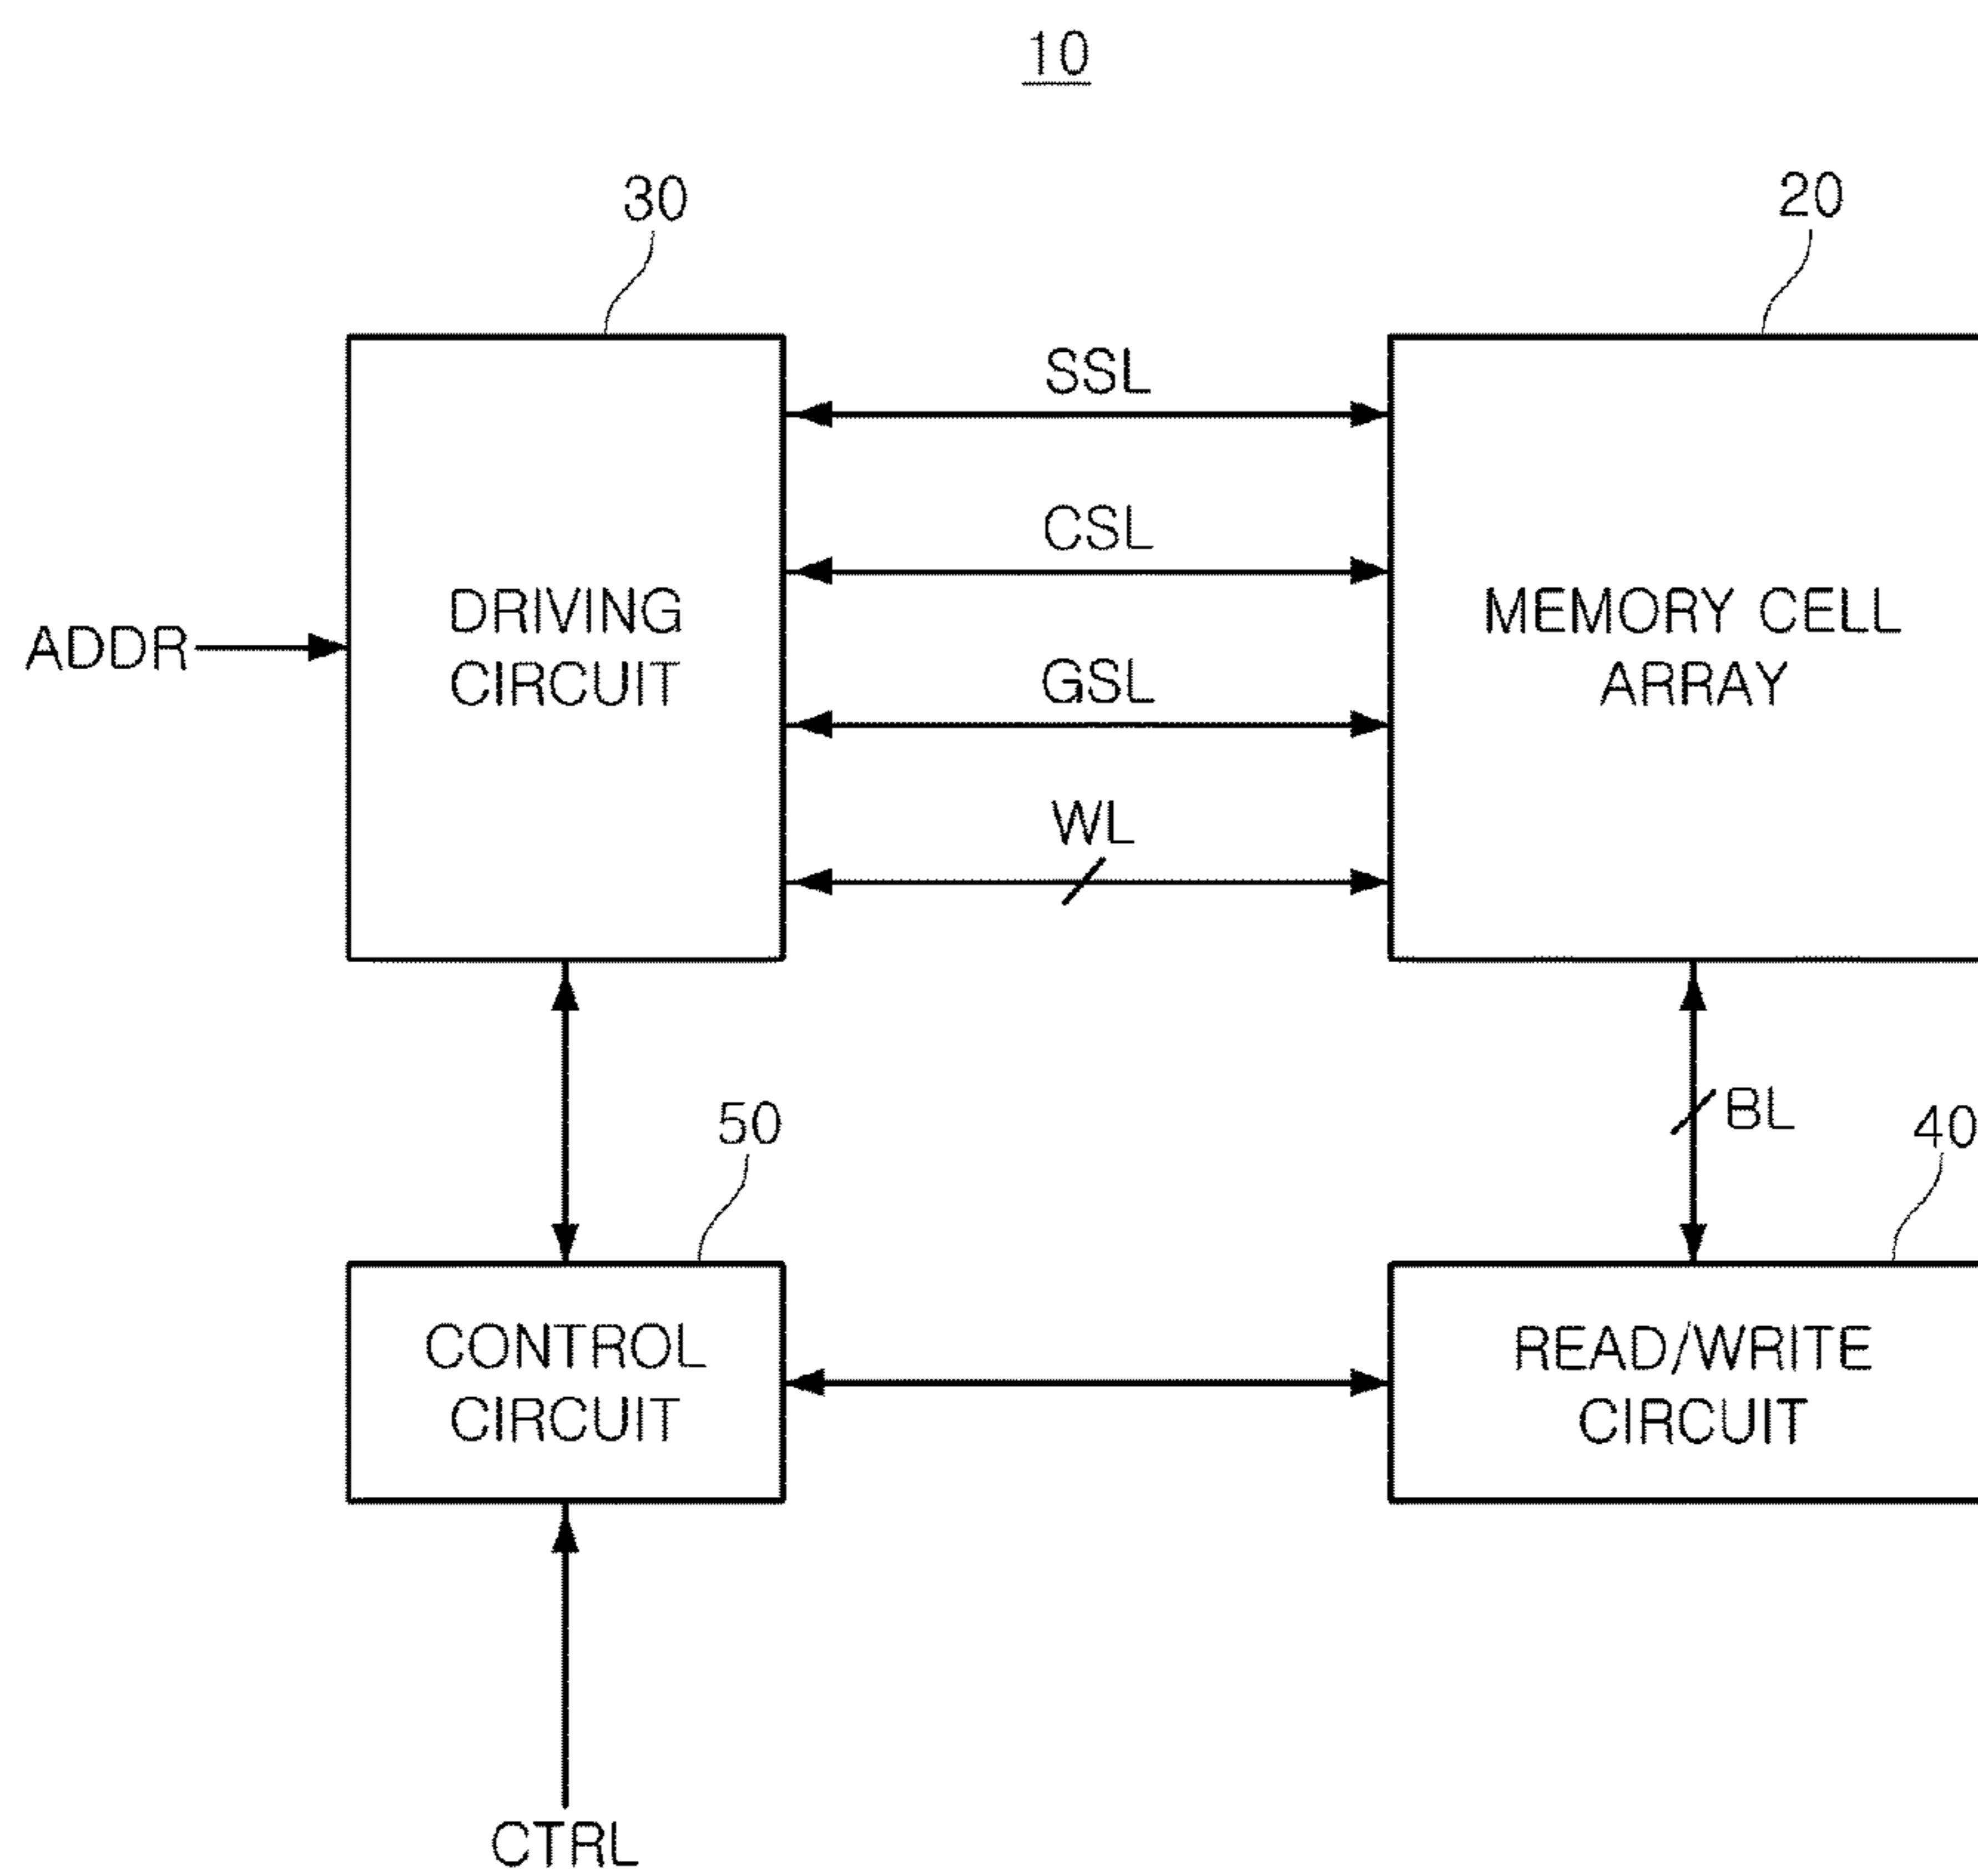 10
30
20
SSL
CSL
DRIVING
CIRCUIT
MEMORY CELL
ARRAY
ADDR
GSL
WL
50
BL
40
CONTROL
CIRCUIT
READ/WRITE
CIRCUIT
CTRL